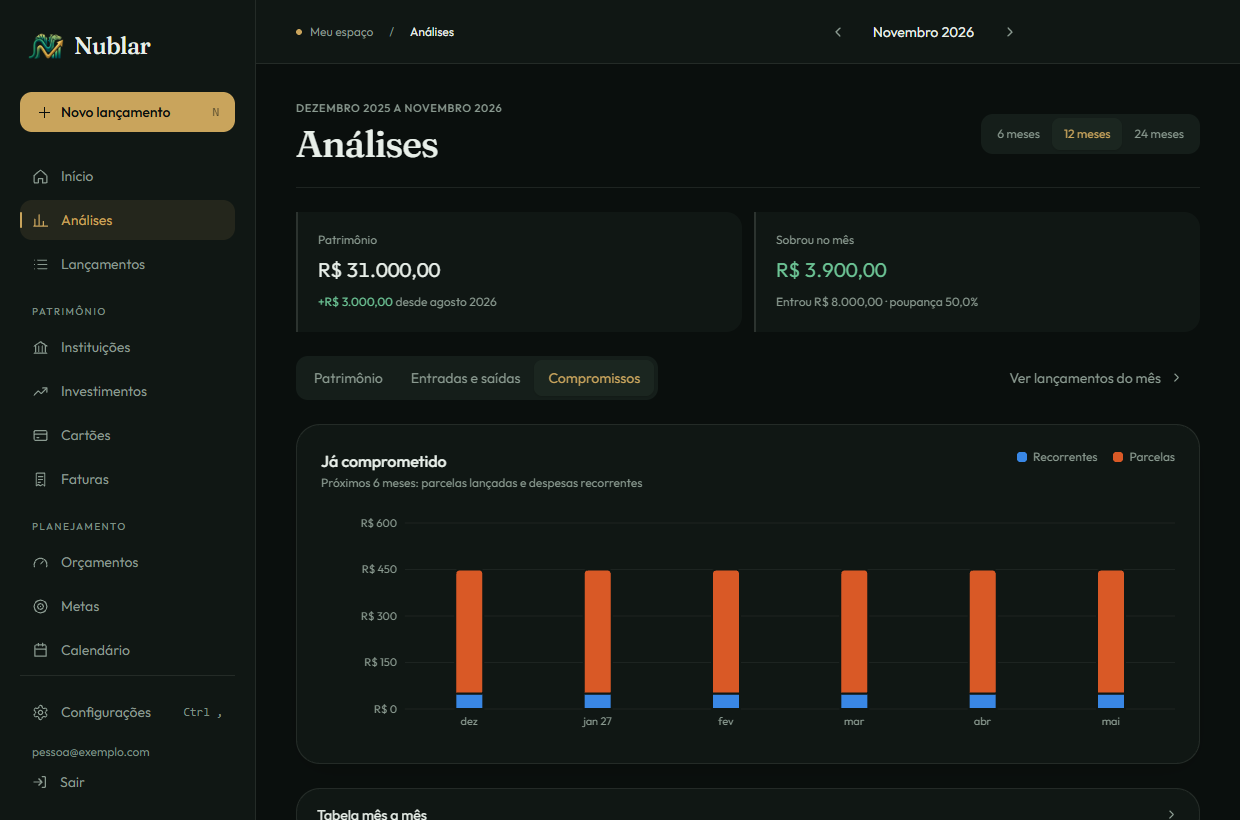 Nublar
Novo lançamento N
Início
Análises
Lançamentos
PATRIMÔNIO
Instituições
Investimentos
Cartões
Faturas
PLANEJAMENTO
Orçamentos
Metas
Calendário
Configurações Ctrl ,
pessoa@exemplo.com
Sair
Meu espaço / Análises
Novembro 2026
DEZEMBRO 2025 A NOVEMBRO 2026
Análises
6 meses 12 meses 24 meses
Patrimônio
R$ 31.000,00
+R$ 3.000,00 desde agosto 2026
Sobrou no mês
R$ 3.900,00
Entrou R$ 8.000,00 · poupança 50,0%
Patrimônio Entradas e saídas Compromissos
Ver lançamentos do mês
Já comprometido
Próximos 6 meses: parcelas lançadas e despesas recorrentes
Recorrentes Parcelas
R$ 600
R$ 450
R$ 300
R$ 150
R$ 0
dez jan 27 fev mar abr mai
Tabela mês a mês